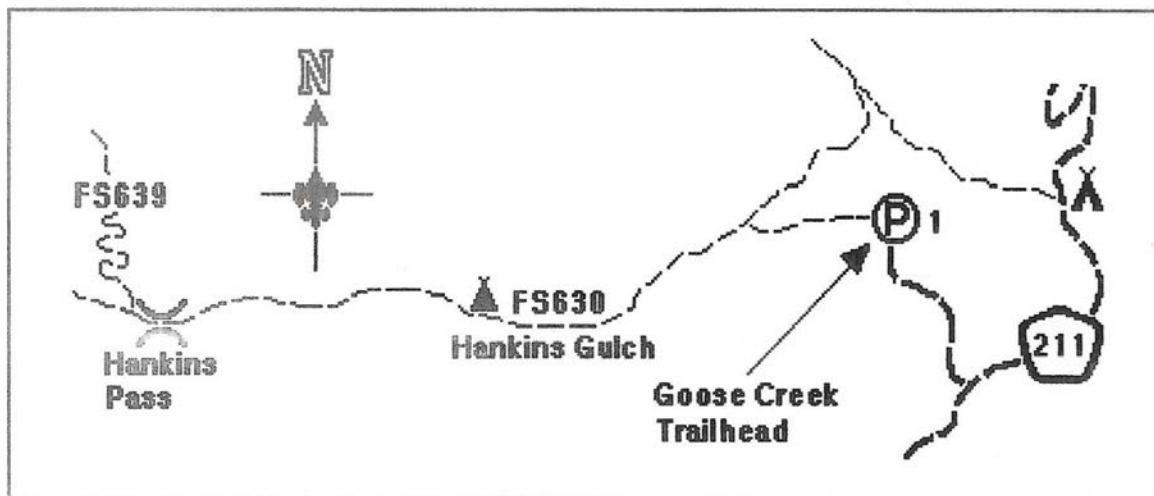 N
FS639
P 1
FS630
Hankins Gulch
211
Hankins
Pass
Goose Creek
Trailhead